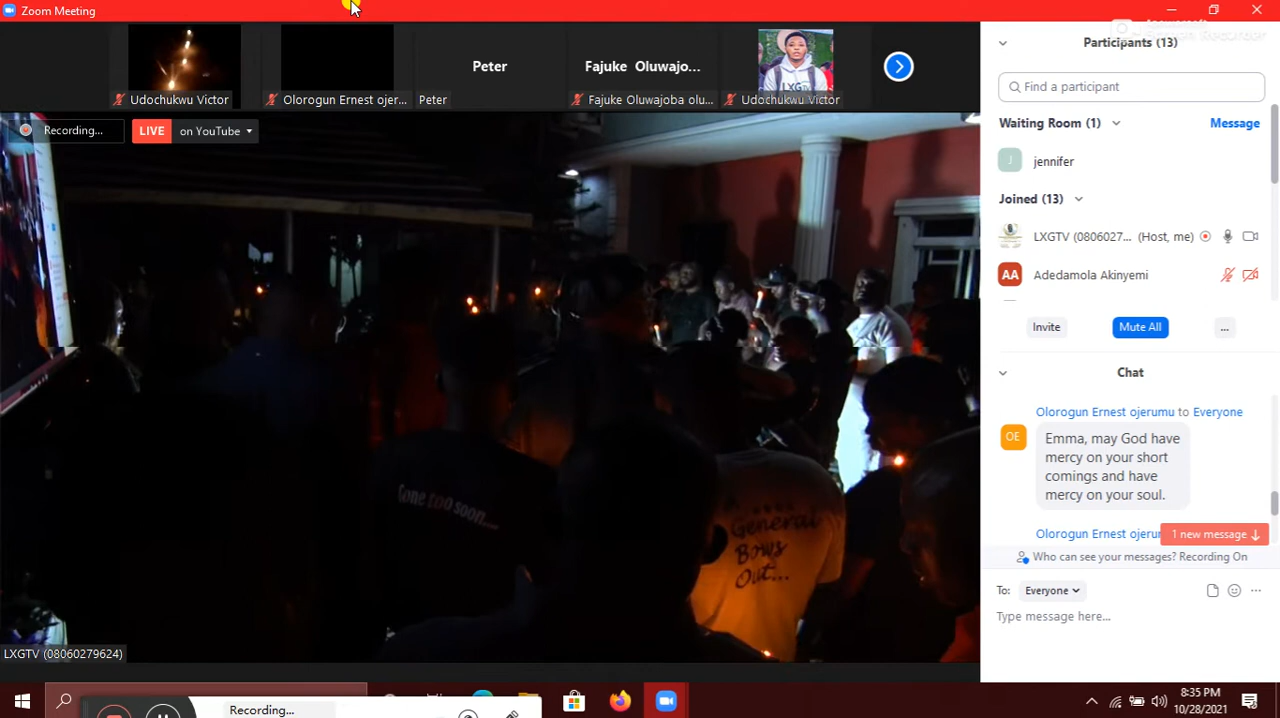 Zoom Meeting
Udochukwu Victor
Olorogun Ernest ojer...
Peter
Peter
Fajuke Oluwajo...
Fajuke Oluwajoba olu...
Udochukwu Victor
Recording...
LIVE on YouTube
Gone too soon....
General
Bows
Out...
LXGTV (08060279624)
Participants (13)
Find a participant
Waiting Room (1)
Message
J
jennifer
Joined (13)
LXGTV (0806027... (Host, me)
AA
Adedamola Akinyemi
Invite
Mute All
...
Chat
Olorogun Ernest ojerumu to Everyone
OE
Emma, may God have
mercy on your short
comings and have
mercy on your soul.
Olorogun Ernest ojerum
1 new message
Who can see your messages? Recording On
To: Everyone
Type message here...
Recording...
8:35 PM
10/28/2021